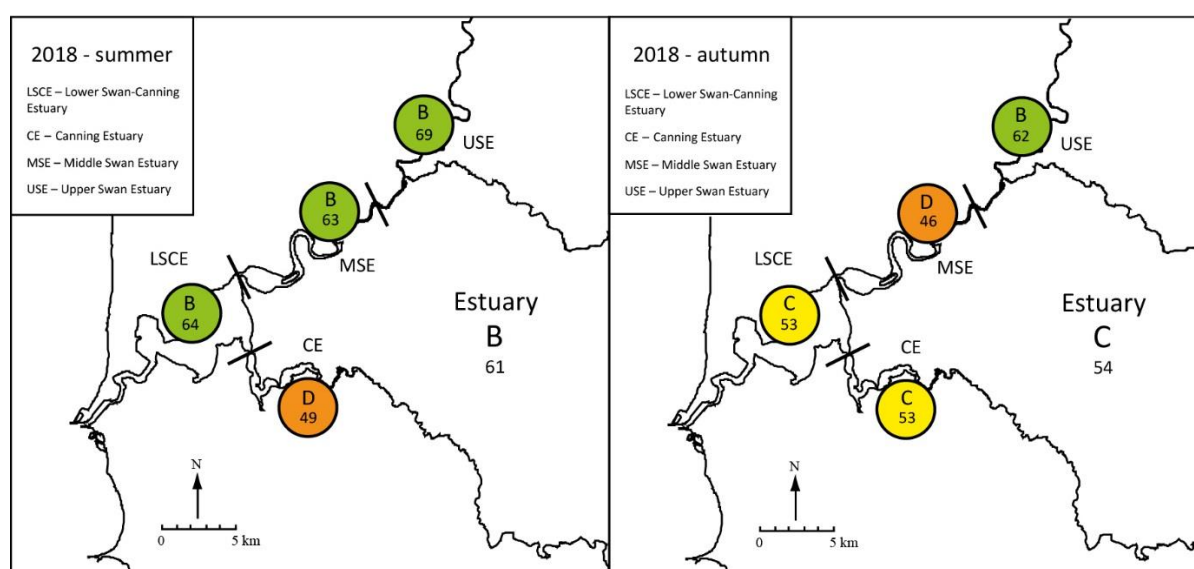 2018 - summer
LSCE – Lower Swan-Canning
Estuary
CE – Canning Estuary
MSE – Middle Swan Estuary
USE – Upper Swan Estuary
B
69
USE
B
63
MSE
LSCE
B
64
Estuary
B
61
CE
D
49
N
0
5 km
2018 - autumn
LSCE – Lower Swan-Canning
Estuary
CE – Canning Estuary
MSE – Middle Swan Estuary
USE – Upper Swan Estuary
B
62
USE
D
46
MSE
LSCE
C
53
Estuary
C
54
CE
C
53
N
0
5 km